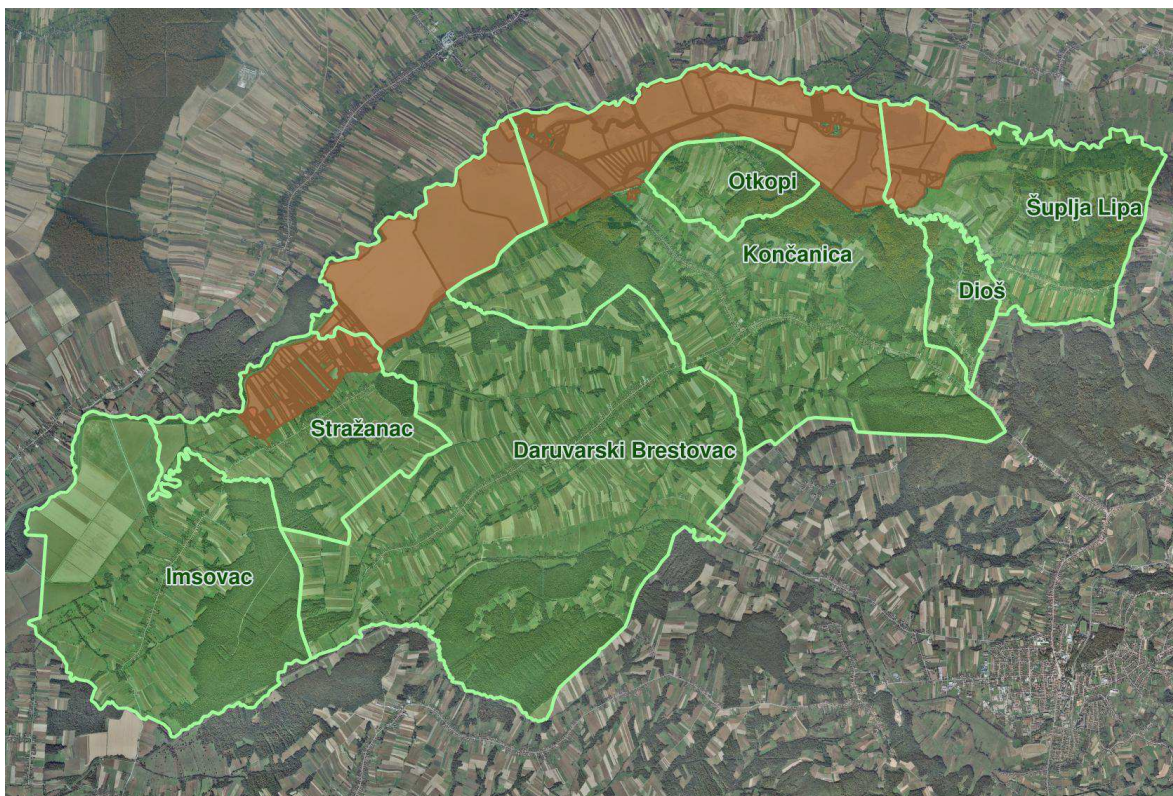 Otkopi
Šuplja Lipa
Končanica
Dioš
Stražanac
Daruvarski Brestovac
Imsovac